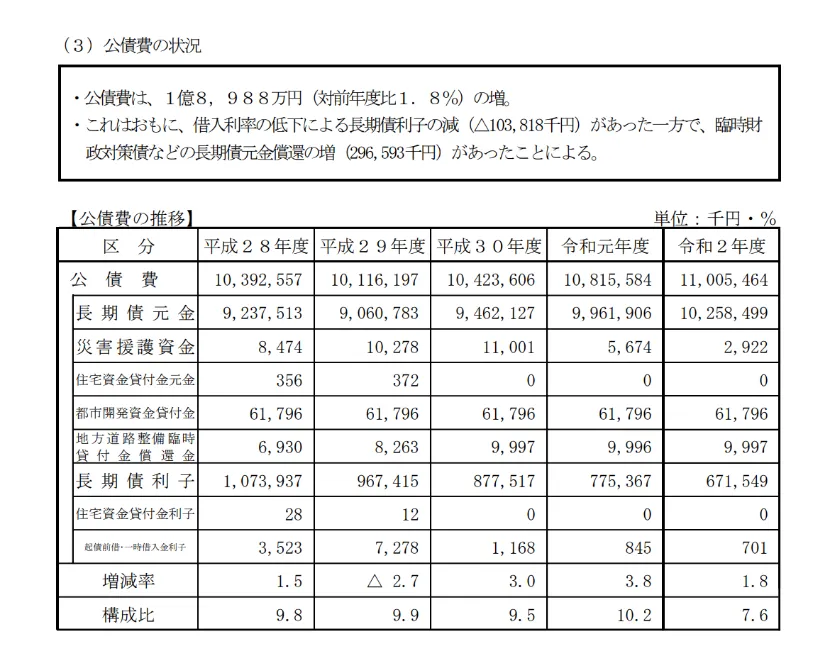 （３）公債費の状況
・公債費は、１億８，９８８万円（対前年度比１．８％）の増。
・これはおもに、借入利率の低下による長期債利子の減（△103,818千円）があった一方で、臨時財
政対策債などの長期債元金償還の増（296,593千円）があったことによる。
【公債費の推移】 単位：千円・％
区　分 平成２８年度 平成２９年度 平成３０年度 令和元年度 令和２年度
公　債　費 10,392,557 10,116,197 10,423,606 10,815,584 11,005,464
長期債元金 9,237,513 9,060,783 9,462,127 9,961,906 10,258,499
災害援護資金 8,474 10,278 11,001 5,674 2,922
住宅資金貸付金元金 356 372 0 0 0
都市開発資金貸付金 61,796 61,796 61,796 61,796 61,796
地方道路整備臨時
貸付金償還金 6,930 8,263 9,997 9,996 9,997
長期債利子 1,073,937 967,415 877,517 775,367 671,549
住宅資金貸付金利子 28 12 0 0 0
起債前借・一時借入金利子 3,523 7,278 1,168 845 701
増減率 1.5 △ 2.7 3.0 3.8 1.8
構成比 9.8 9.9 9.5 10.2 7.6